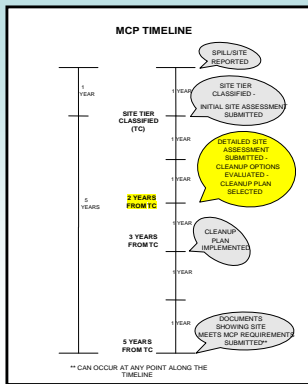 MCP TIMELINE
SPILL/SITE
REPORTED
1
YEAR
1 YEAR
SITE TIER
CLASSIFIED -
INITIAL SITE ASSESSMENT
SUBMITTED
SITE TIER
CLASSIFIED
(TC)
1 YEAR
DETAILED SITE
ASSESSMENT
SUBMITTED -
CLEANUP OPTIONS
EVALUATED -
CLEANUP PLAN
SELECTED
1 YEAR
5
YEARS
2 YEARS
FROM TC
1 YEAR
CLEANUP
PLAN
IMPLEMENTED
3 YEARS
FROM TC
1 YEAR
1 YEAR
DOCUMENTS
SHOWING SITE
MEETS MCP REQUIREMENTS
SUBMITTED**
5 YEARS
FROM TC
** CAN OCCUR AT ANY POINT ALONG THE
TIMELINE